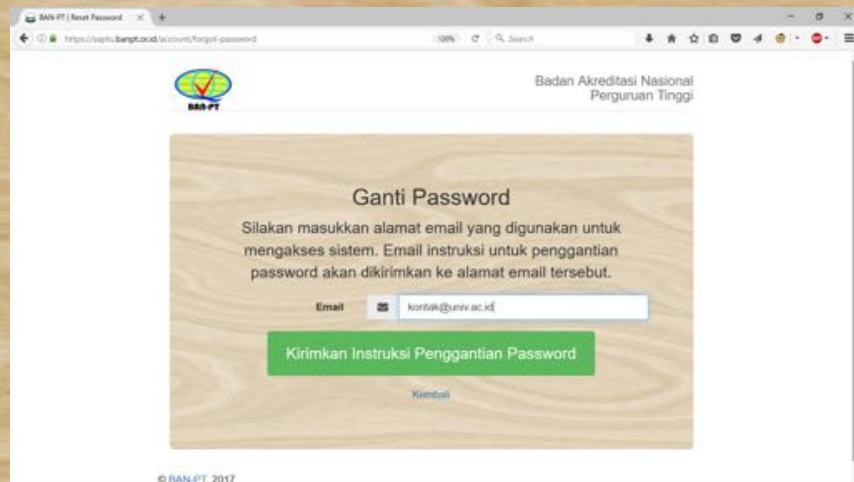 BAN-PT | Reset Password
https://sapto.banpt.or.id/account/forgot-password
120%
Search
BAN-PT
Badan Akreditasi Nasional
Perguruan Tinggi
Ganti Password
Silakan masukkan alamat email yang digunakan untuk
mengakses sistem. Email instruksi untuk penggantian
password akan dikirimkan ke alamat email tersebut.
Email kontak@univ.ac.id
Kirimkan Instruksi Penggantian Password
Kembali
© BAN-PT, 2017